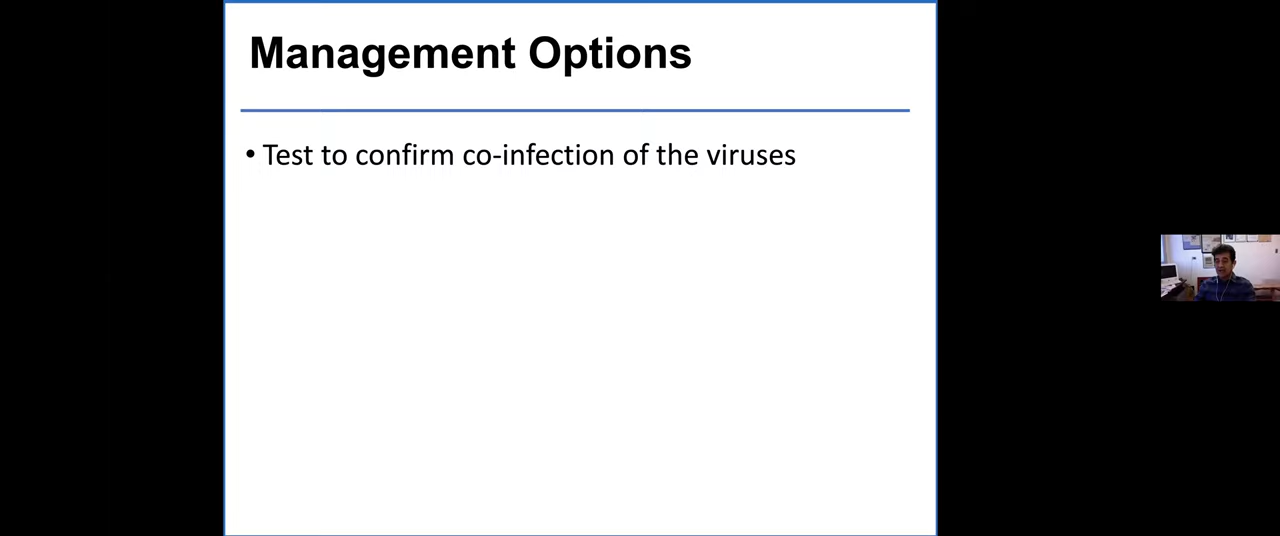 Management Options
• Test to confirm co-infection of the viruses